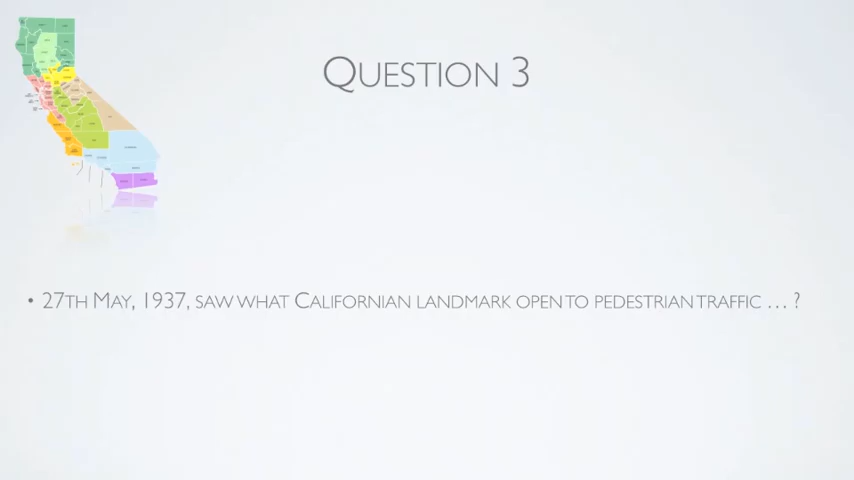 QUESTION 3
• 27TH MAY, 1937, SAW WHAT CALIFORNIAN LANDMARK OPEN TO PEDESTRIAN TRAFFIC … ?